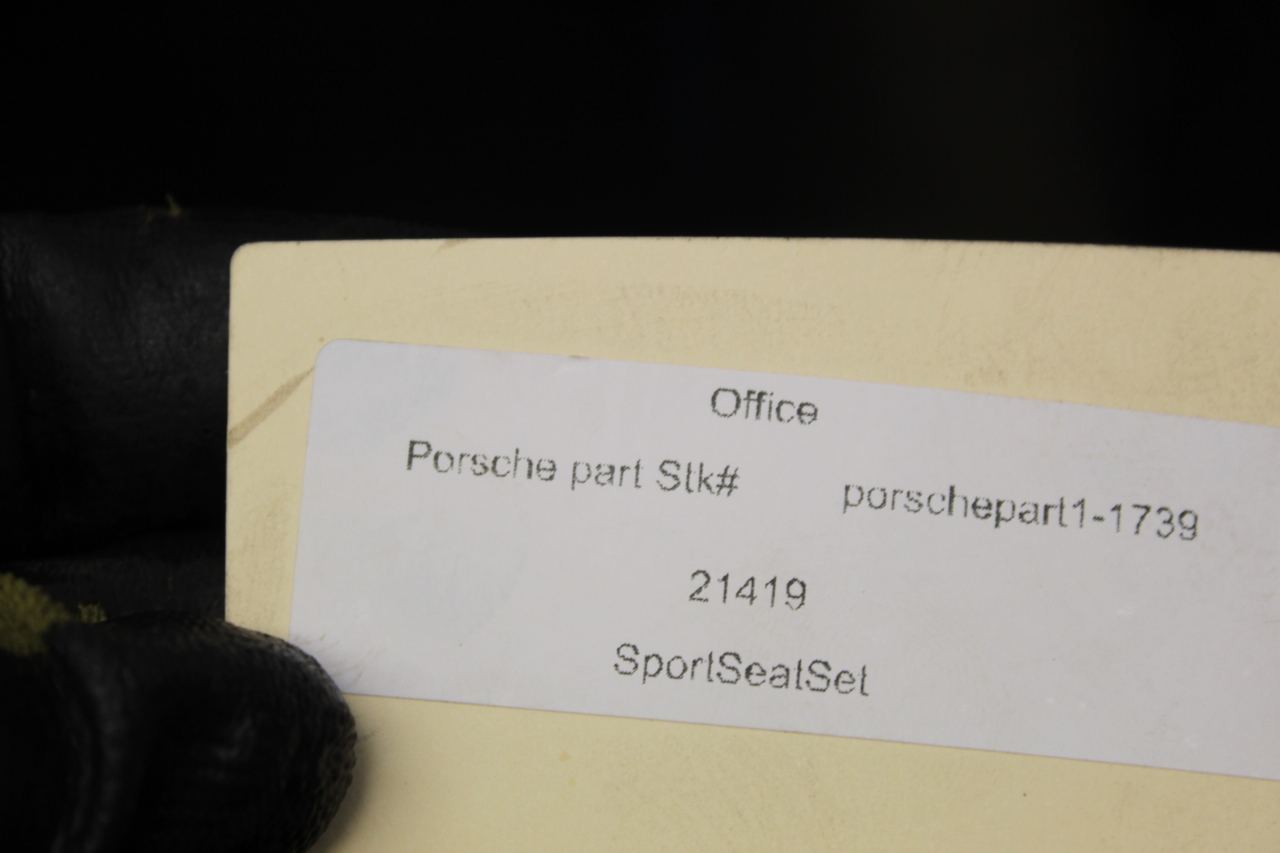 Office
Porsche part Stk# porschepart1-1739
21419
SportSeatSet